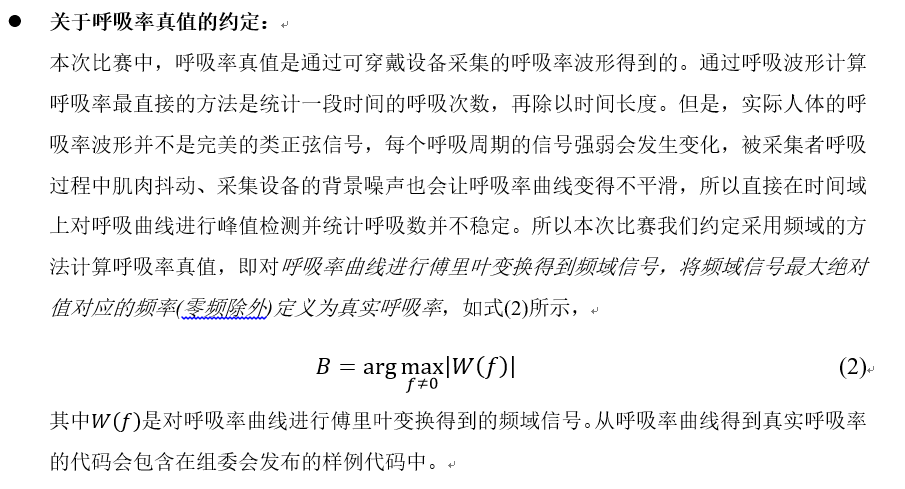 ● 关于呼吸率真值的约定：
本次比赛中，呼吸率真值是通过可穿戴设备采集的呼吸率波形得到的。通过呼吸波形计算
呼吸率最直接的方法是统计一段时间的呼吸次数，再除以时间长度。但是，实际人体的呼
吸率波形并不是完美的类正弦信号，每个呼吸周期的信号强弱会发生变化，被采集者呼吸
过程中肌肉抖动、采集设备的背景噪声也会让呼吸率曲线变得不平滑，所以直接在时间域
上对呼吸曲线进行峰值检测并统计呼吸数并不稳定。所以本次比赛我们约定采用频域的方
法计算呼吸率真值，即对呼吸率曲线进行傅里叶变换得到频域信号，将频域信号最大绝对
值对应的频率(零频除外)定义为真实呼吸率，如式(2)所示，
B = arg max|W(f)| (2)
f≠0
其中W(f)是对呼吸率曲线进行傅里叶变换得到的频域信号。从呼吸率曲线得到真实呼吸率
的代码会包含在组委会发布的样例代码中。